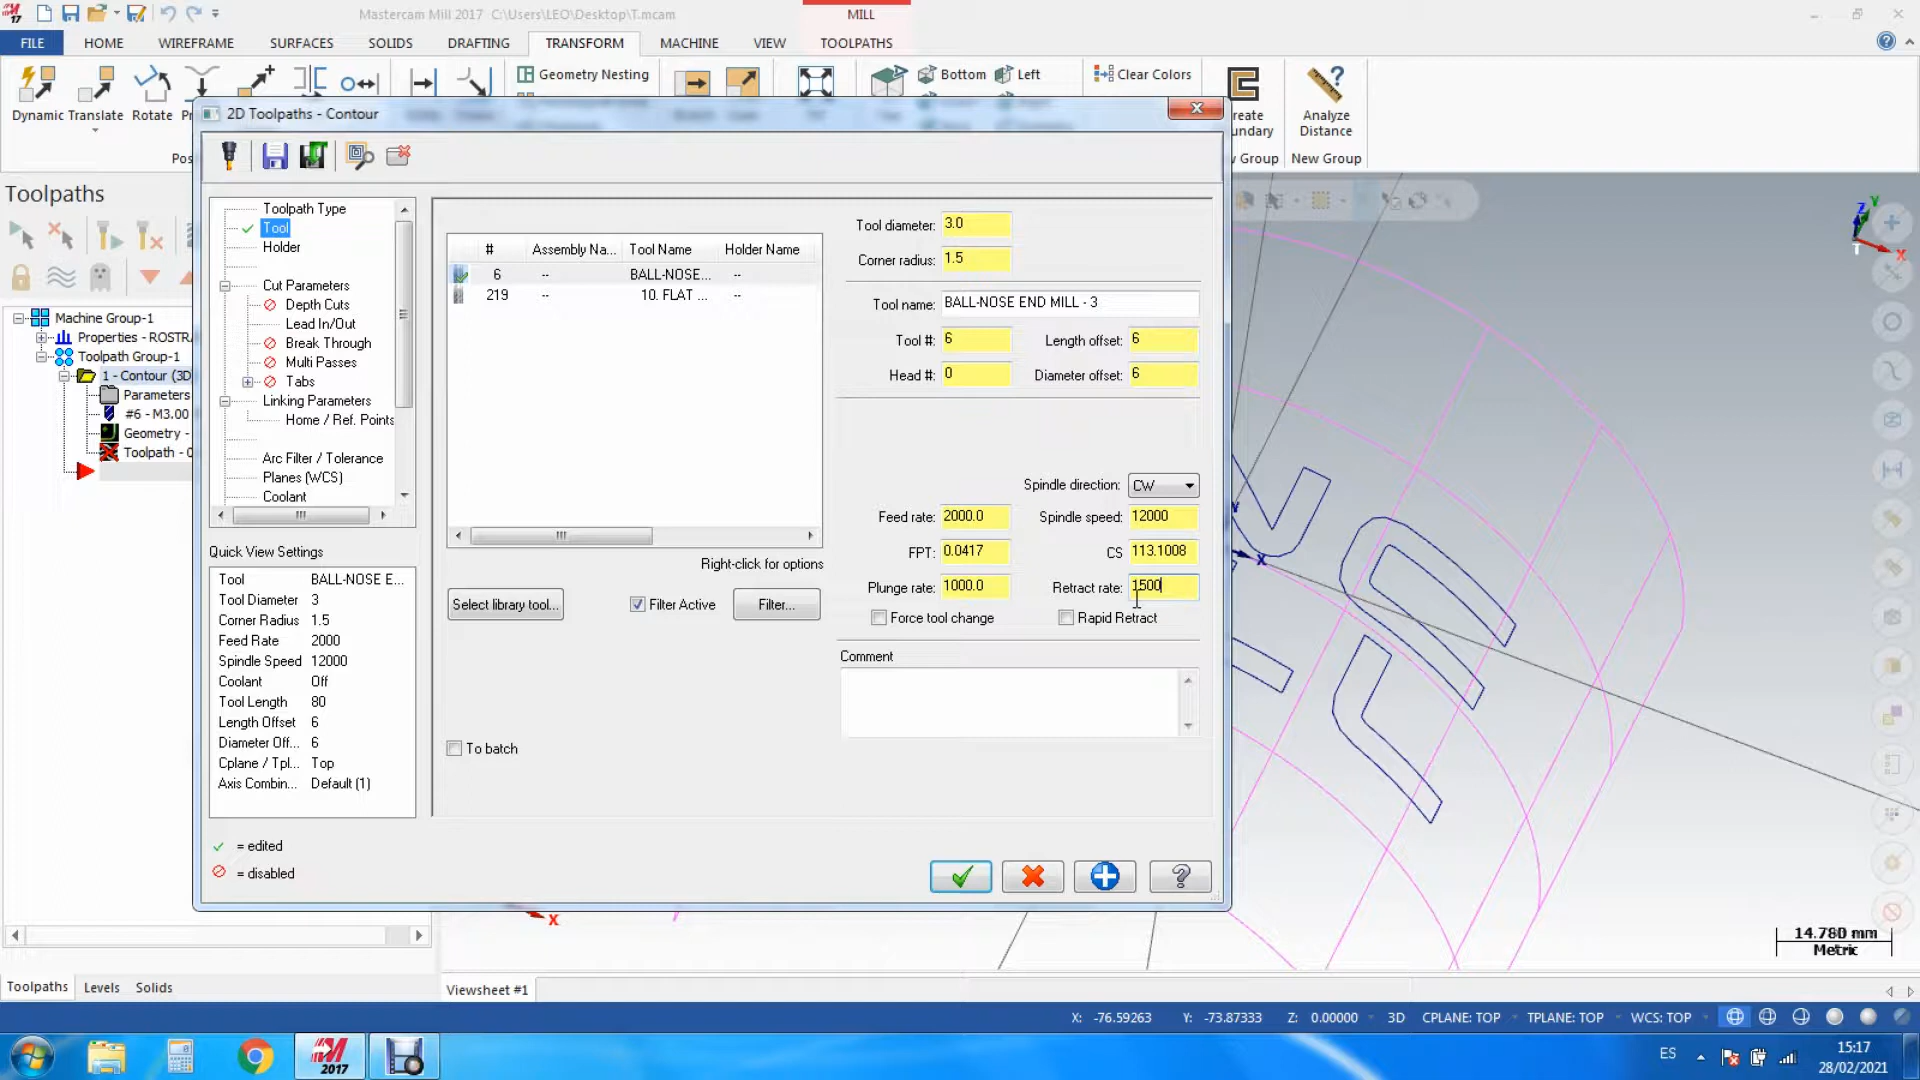 Mastercam Mill 2017 C:\Users\LEO\Desktop\T.mcam
MILL
FILE HOME WIREFRAME SURFACES SOLIDS DRAFTING TRANSFORM MACHINE VIEW TOOLPATHS
Geometry Nesting
Bottom Left
Clear Colors
Dynamic Translate Rotate
Boundary
Analyze Distance
New Group
2D Toolpaths - Contour
Toolpaths
Machine Group-1
Properties - ROSTR
Toolpath Group-1
1 - Contour (3D
Parameters
#6 - M3.00
Geometry -
Toolpath - 0
Toolpath Type
Tool
Holder
Cut Parameters
Depth Cuts
Lead In/Out
Break Through
Multi Passes
Tabs
Linking Parameters
Home / Ref. Points
Arc Filter / Tolerance
Planes (WCS)
Coolant
Quick View Settings
Tool BALL-NOSE E...
Tool Diameter 3
Corner Radius 1.5
Feed Rate 2000
Spindle Speed 12000
Coolant Off
Tool Length 80
Length Offset 6
Diameter Off... 6
Cplane / Tpl... Top
Axis Combin... Default (1)
= edited
= disabled
# Assembly Na... Tool Name Holder Name
6 -- BALL-NOSE... --
219 -- 10. FLAT ... --
Right-click for options
Select library tool...
Filter Active
Filter...
To batch
Tool diameter: 3.0
Corner radius: 1.5
Tool name: BALL-NOSE END MILL - 3
Tool #: 6 Length offset: 6
Head #: 0 Diameter offset: 6
Spindle direction: CW
Feed rate: 2000.0 Spindle speed: 12000
FPT: 0.0417 CS 113.1008
Plunge rate: 1000.0 Retract rate: 1500
Force tool change Rapid Retract
Comment
14.780 mm
Metric
Toolpaths Levels Solids
Viewsheet #1
X: -76.59263 Y: -73.87333 Z: 0.00000 3D CPLANE: TOP TPLANE: TOP WCS: TOP
2017
ES
15:17
28/02/2021